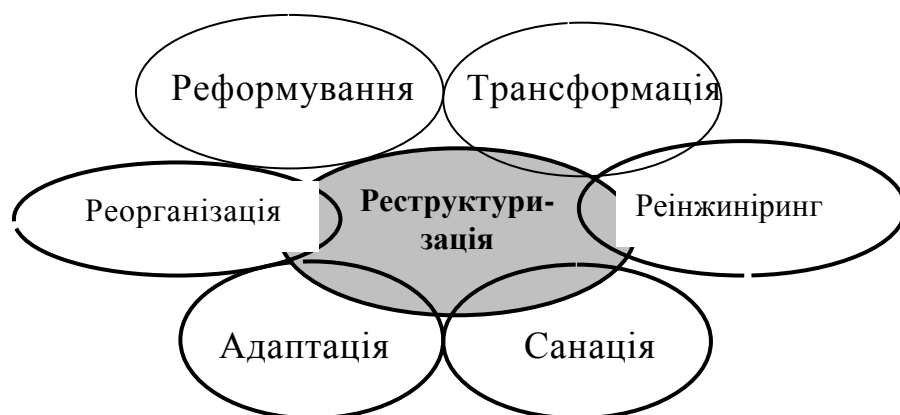 Реформування Трансформація
Реорганізація
Реструктури-
зація
Реінжиніринг
Адаптація Санація